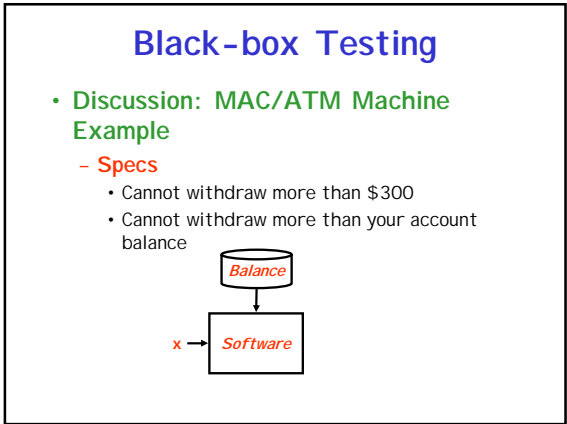 Black-box Testing
• Discussion: MAC/ATM Machine
Example
– Specs
• Cannot withdraw more than $300
• Cannot withdraw more than your account
balance
Balance
x
Software